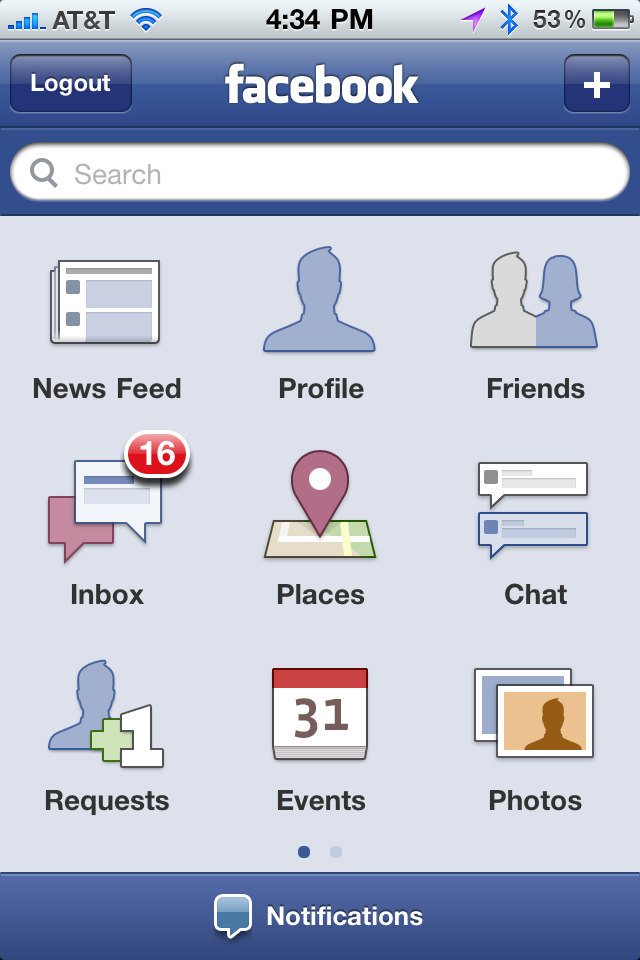 AT&T 4:34 PM 53%
Logout facebook +
Search
News Feed Profile Friends
16
Inbox Places Chat
31
1
Requests Events Photos
Notifications